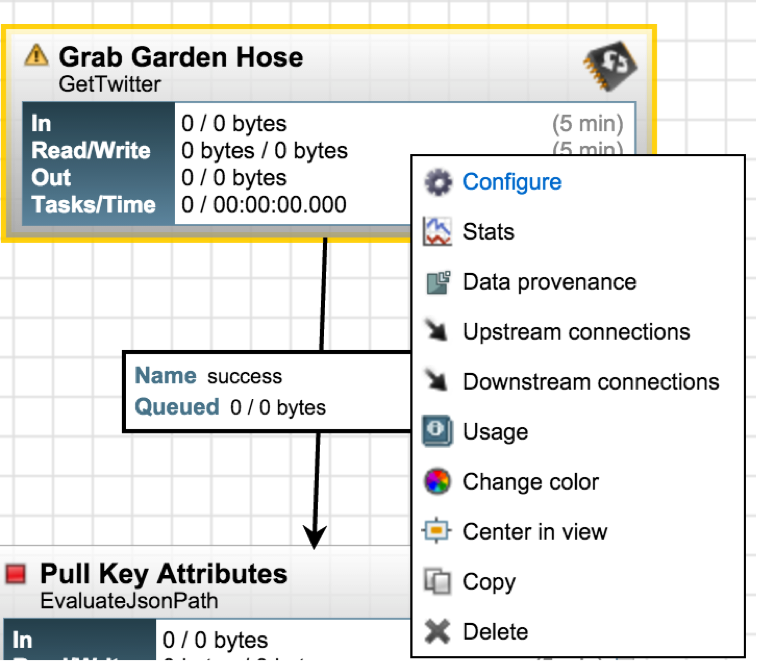 Grab Garden Hose
GetTwitter
In 0 / 0 bytes (5 min)
Read/Write 0 bytes / 0 bytes (5 min)
Out 0 / 0 bytes
Tasks/Time 0 / 00:00:00.000
Configure
Stats
Data provenance
Upstream connections
Downstream connections
Usage
Change color
Center in view
Copy
Delete
Name success
Queued 0 / 0 bytes
Pull Key Attributes
EvaluateJsonPath
In 0 / 0 bytes